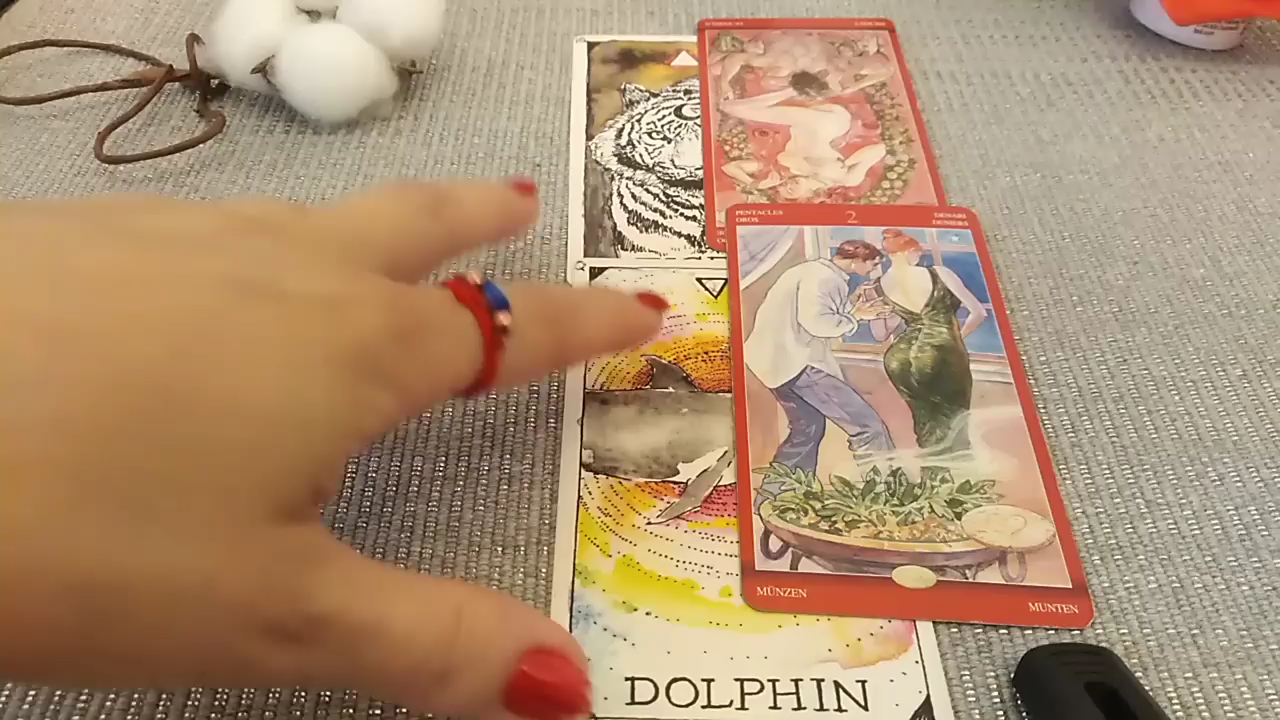 PENTACLES
OROS
2
DENARI
DENIERS
MÜNZEN
MUNTEN
DOLPHIN